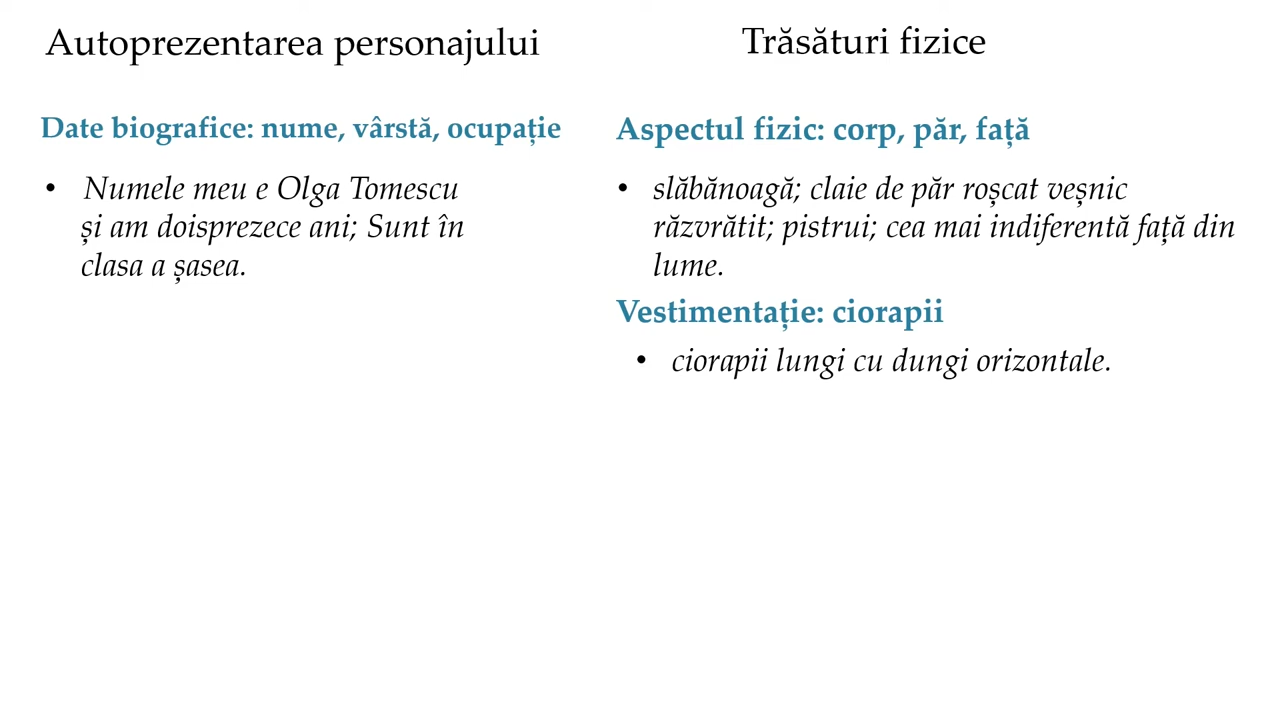 Autoprezentarea personajului
Date biografice: nume, vârstă, ocupație
• Numele meu e Olga Tomescu
și am doisprezece ani; Sunt în
clasa a șasea.
Trăsături fizice
Aspectul fizic: corp, păr, față
• slăbănoagă; claie de păr roșcat veșnic
răzvrătit; pistrui; cea mai indiferentă față din
lume.
Vestimentație: ciorapii
• ciorapii lungi cu dungi orizontale.